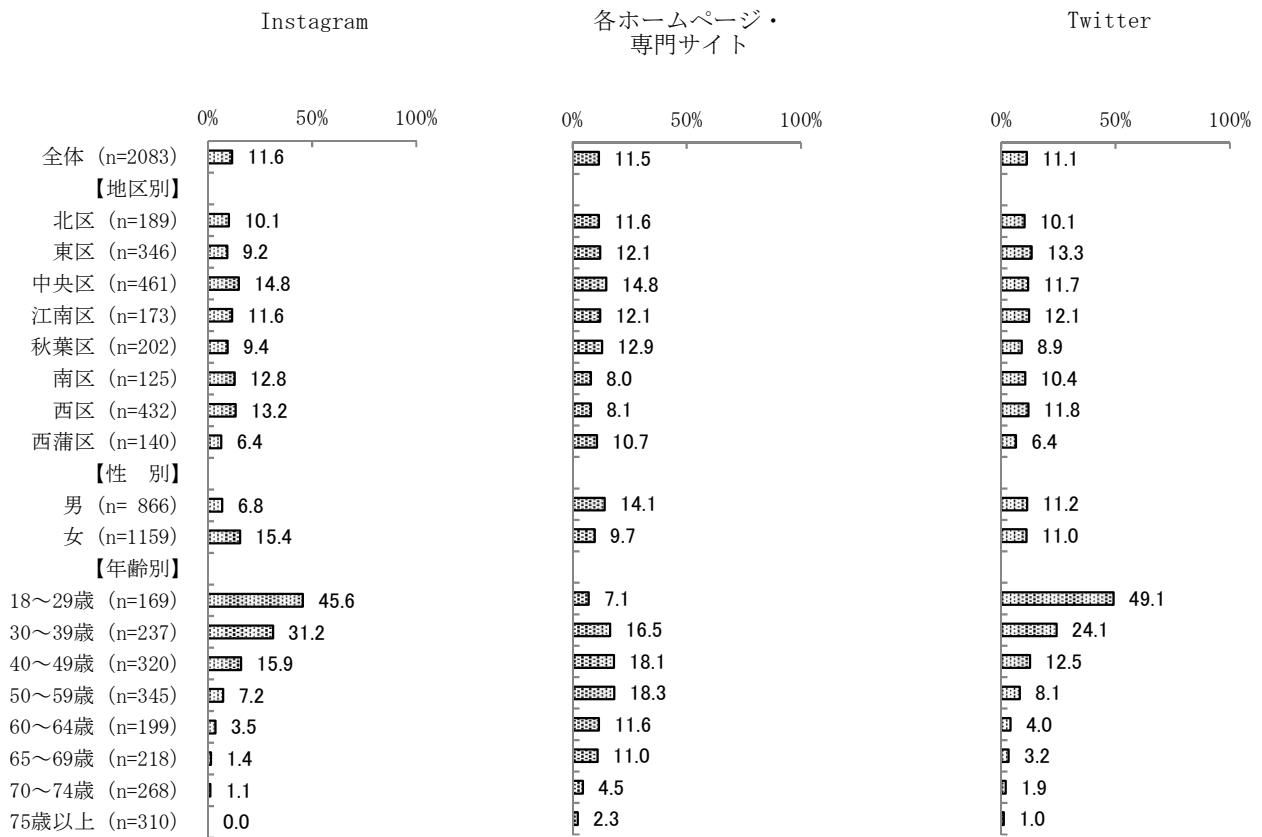 Instagram
各ホームページ・
専門サイト
Twitter
0% 50% 100% 0% 50% 100% 0% 50% 100%
全体 (n=2083) 11.6 11.5 11.1
【地区別】
北区 (n=189) 10.1 11.6 10.1
東区 (n=346) 9.2 12.1 13.3
中央区 (n=461) 14.8 14.8 11.7
江南区 (n=173) 11.6 12.1 12.1
秋葉区 (n=202) 9.4 12.9 8.9
南区 (n=125) 12.8 8.0 10.4
西区 (n=432) 13.2 8.1 11.8
西蒲区 (n=140) 6.4 10.7 6.4
【性　別】
男 (n= 866) 6.8 14.1 11.2
女 (n=1159) 15.4 9.7 11.0
【年齢別】
18～29歳 (n=169) 45.6 7.1 49.1
30～39歳 (n=237) 31.2 16.5 24.1
40～49歳 (n=320) 15.9 18.1 12.5
50～59歳 (n=345) 7.2 18.3 8.1
60～64歳 (n=199) 3.5 11.6 4.0
65～69歳 (n=218) 1.4 11.0 3.2
70～74歳 (n=268) 1.1 4.5 1.9
75歳以上 (n=310) 0.0 2.3 1.0